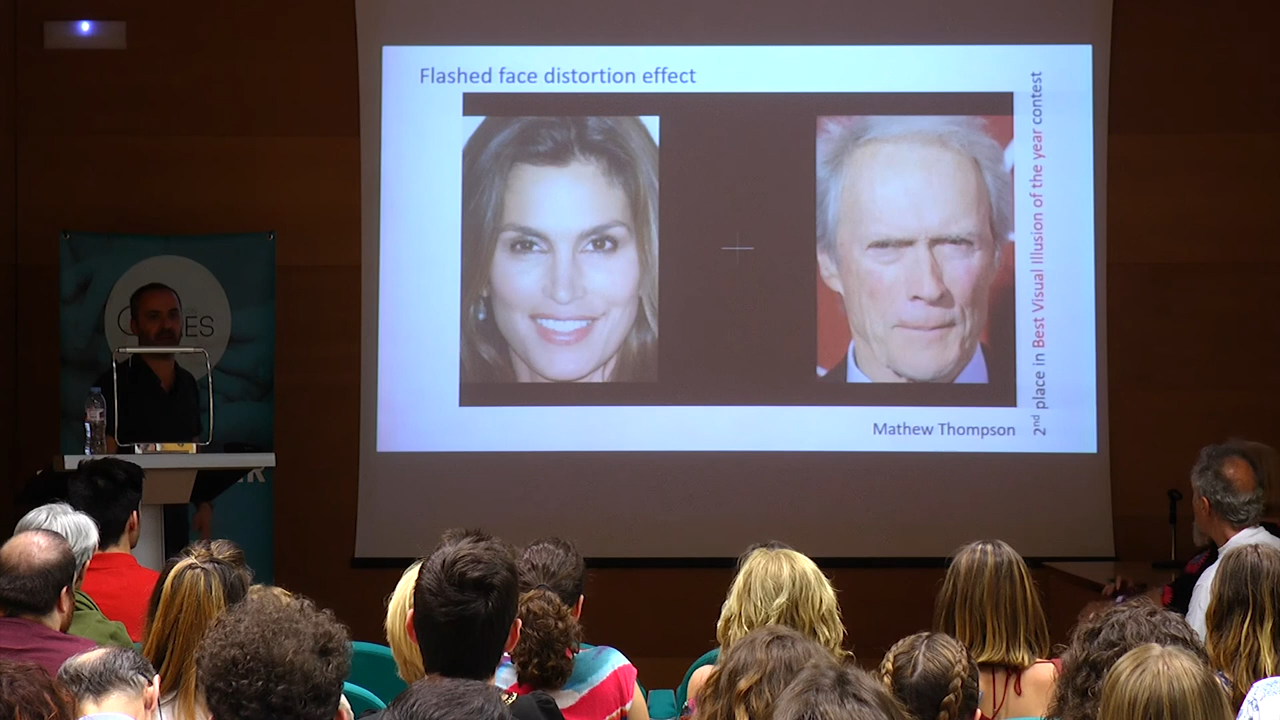 Flashed face distortion effect
2nd place in Best Visual Illusion of the year contest
Mathew Thompson